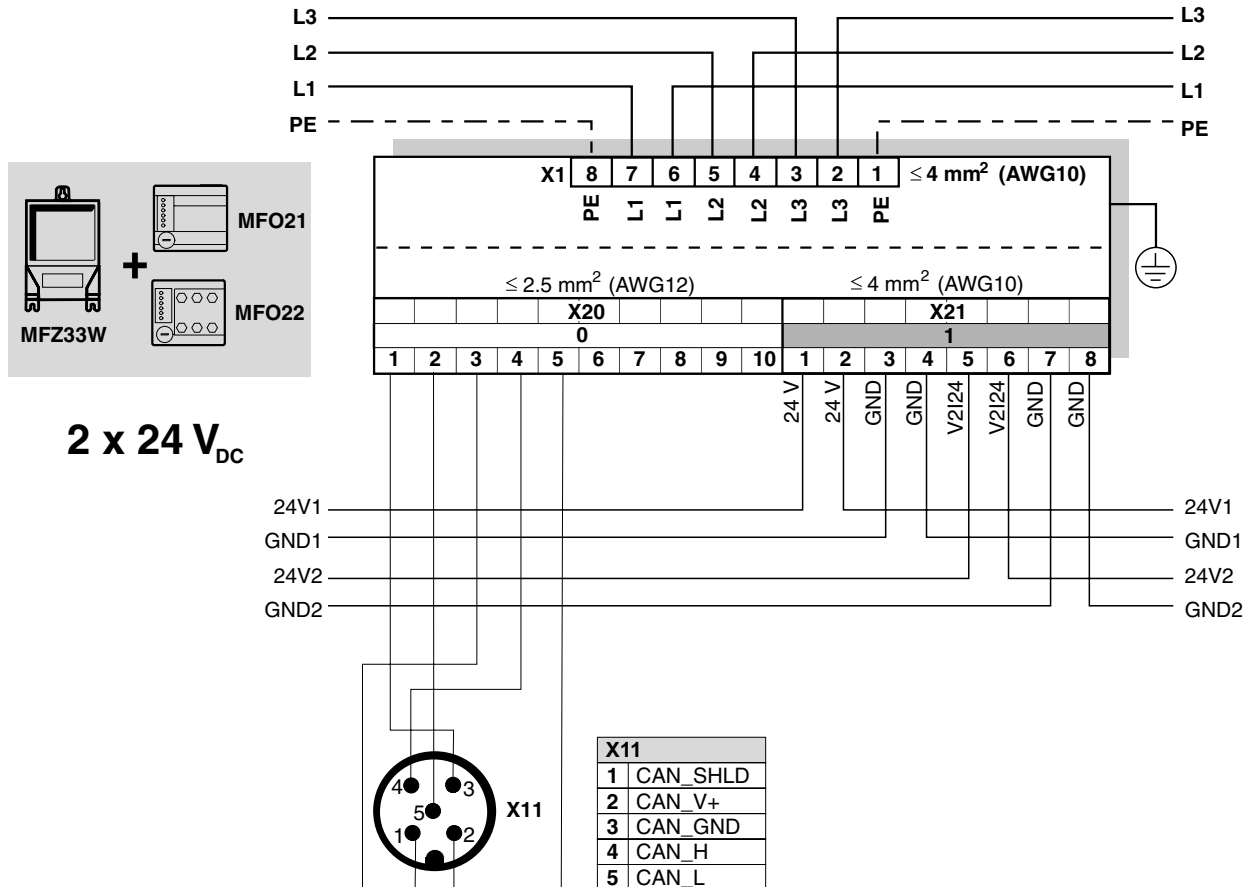 L3 L3
L2 L2
L1 L1
PE PE
X1 8 7 6 5 4 3 2 1 ≤ 4 mm² (AWG10)
PE L1 L1 L2 L2 L3 L3 PE
MFO21
+
MFO22
MFZ33W
≤ 2.5 mm² (AWG12) ≤ 4 mm² (AWG10)
X20 X21
0 1
1 2 3 4 5 6 7 8 9 10 1 2 3 4 5 6 7 8
24 V 24 V GND GND V2I24 V2I24 GND GND
2 x 24 V DC
24V1 24V1
GND1 GND1
24V2 24V2
GND2 GND2
4 3
5
1 2
X11
X11
1 CAN_SHLD
2 CAN_V+
3 CAN_GND
4 CAN_H
5 CAN_L